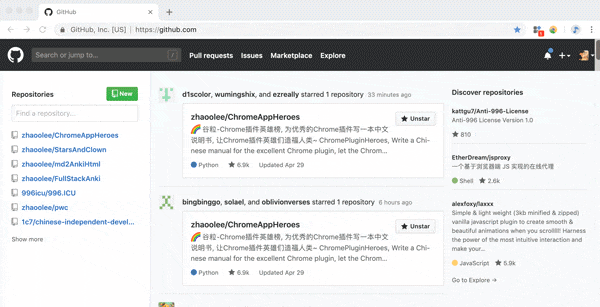 GitHub
GitHub, Inc. [US] | https://github.com
Search or jump to...
/
Pull requests Issues Marketplace Explore
Repositories
New
Find a repository...
zhaoolee/ChromeAppHeroes
zhaoolee/StarsAndClown
zhaoolee/md2AnkiHtml
zhaoolee/FullStackAnki
996icu/996.ICU
zhaoolee/pwc
1c7/chinese-independent-devel...
Show more
d1scolor, wumingshix, and ezreally starred 1 repository 33 minutes ago
zhaoolee/ChromeAppHeroes
Unstar
🌈 谷粒-Chrome插件英雄榜, 为优秀的Chrome插件写一本中文
说明书, 让Chrome插件英雄们造福人类~ ChromePluginHeroes, Write a Chi-
nese manual for the excellent Chrome plugin, let the Chrom...
Python 6.9k Updated Apr 29
bingbinggo, solael, and oblivionverses starred 1 repository 6 hours ago
zhaoolee/ChromeAppHeroes
Unstar
🌈 谷粒-Chrome插件英雄榜, 为优秀的Chrome插件写一本中文
说明书, 让Chrome插件英雄们造福人类~ ChromePluginHeroes, Write a Chi-
nese manual for the excellent Chrome plugin, let the Chrom...
Python 6.9k Updated Apr 29
Discover repositories
kattgu7/Anti-996-License
Anti-996 License Version 1.0
810
EtherDream/jsproxy
一个基于浏览器端 JS 实现的在线代理
Shell 2.6k
alexfoxy/laxxx
Simple & light weight (3kb minified & zipped)
vanilla javascript plugin to create smooth &
beautiful animations when you scrolllll! Harness
the power of the most intuitive interaction and
make your...
JavaScript 5.9k
Go to Explore →